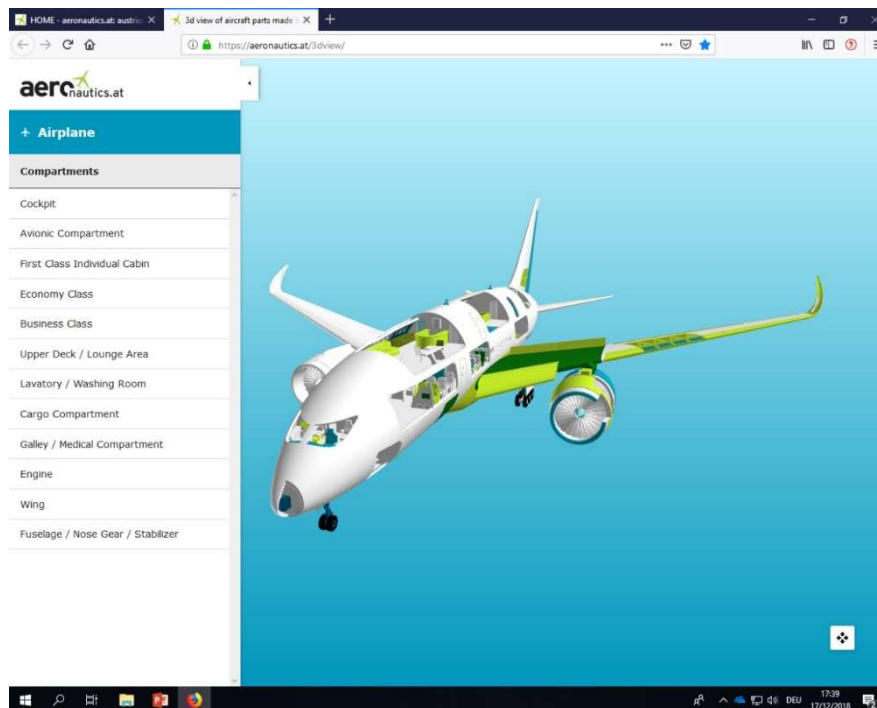 HOME - aeronautics.at: austria
3d view of aircraft parts made
https://aeronautics.at/3dview/
aeronautics.at
Airplane
Compartments
Cockpit
Avionic Compartment
First Class Individual Cabin
Economy Class
Business Class
Upper Deck / Lounge Area
Lavatory / Washing Room
Cargo Compartment
Galley / Medical Compartment
Engine
Wing
Fuselage / Nose Gear / Stabilizer
DEU
17:39
17/12/2018